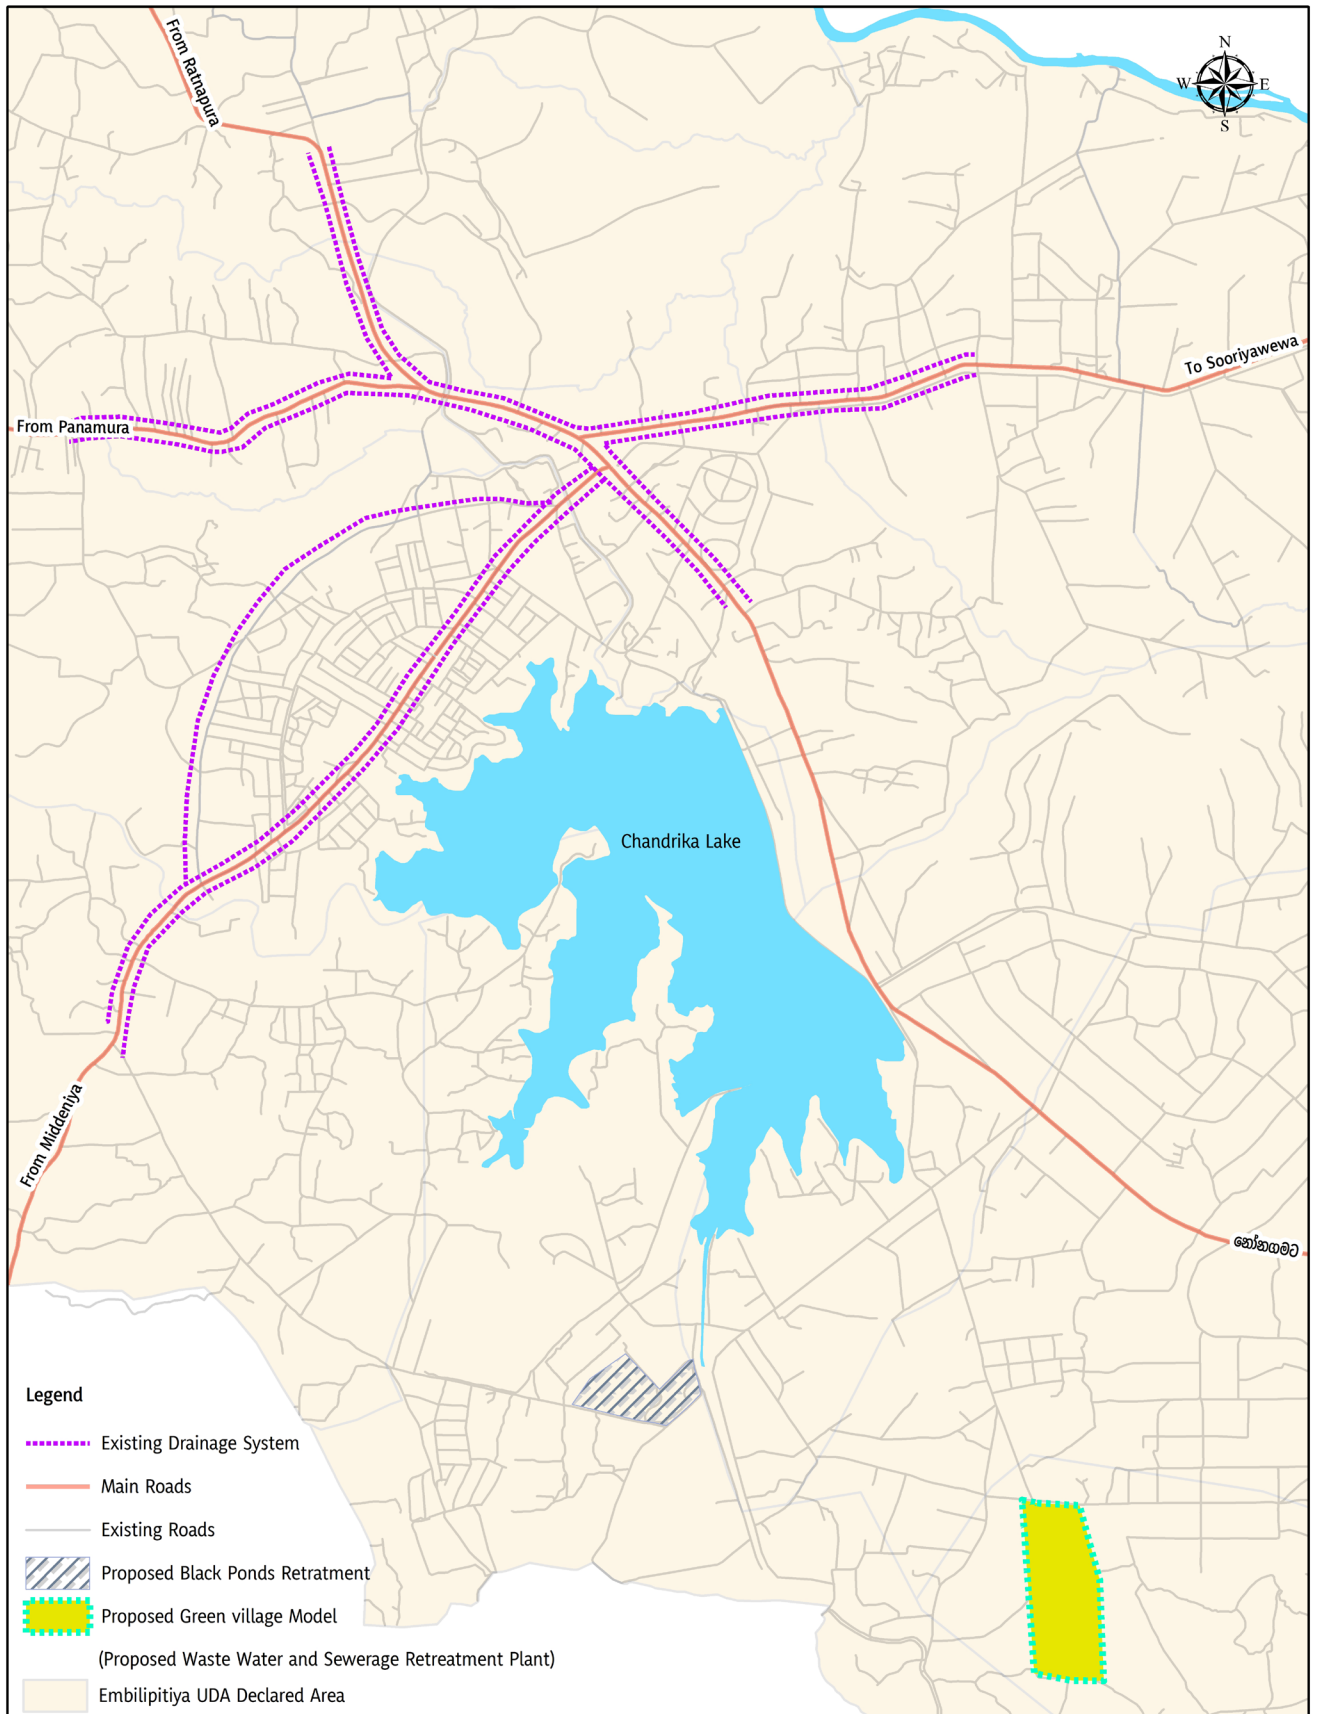 From Ratnapura
N
W
E
S
To Sooriyawewa
From Panamura
Chandrika Lake
From Middeniya
නෝනගමට
Legend
Existing Drainage System
Main Roads
Existing Roads
Proposed Black Ponds Retratment
Proposed Green village Model
(Proposed Waste Water and Sewerage Retreatment Plant)
Embilipitiya UDA Declared Area